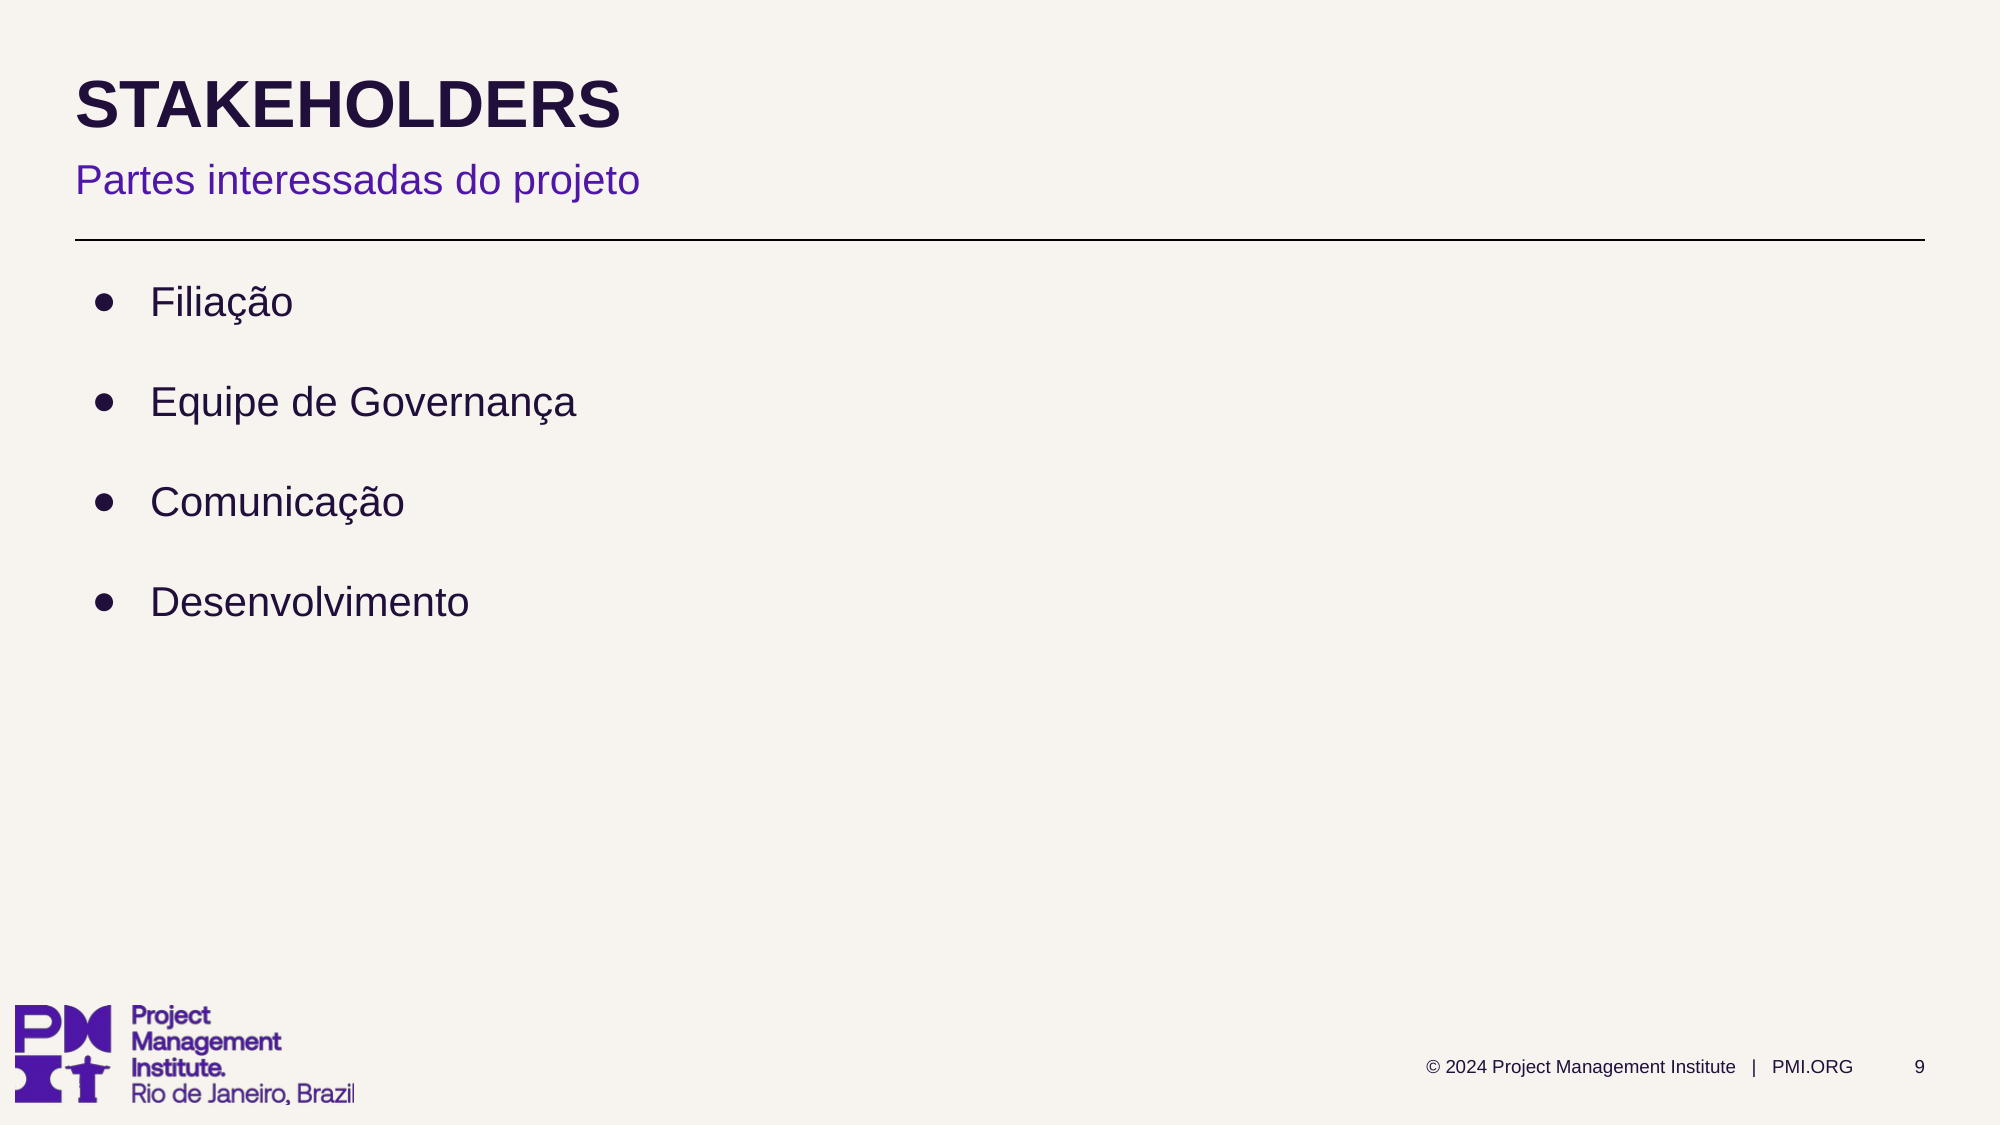 STAKEHOLDERS
Partes interessadas do projeto
● Filiação
● Equipe de Governança
● Comunicação
● Desenvolvimento
PM
Project
Management
Institute.
Rio de Janeiro, Brazil
© 2024 Project Management Institute | PMI.ORG 9